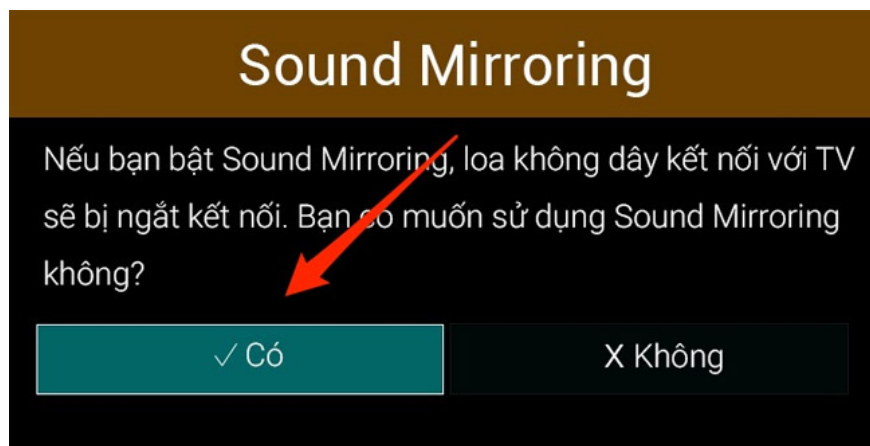 Sound Mirroring
Nếu bạn bật Sound Mirroring, loa không dây kết nối với TV
sẽ bị ngắt kết nối. Bạn có muốn sử dụng Sound Mirroring
không?
✓ Có
X Không